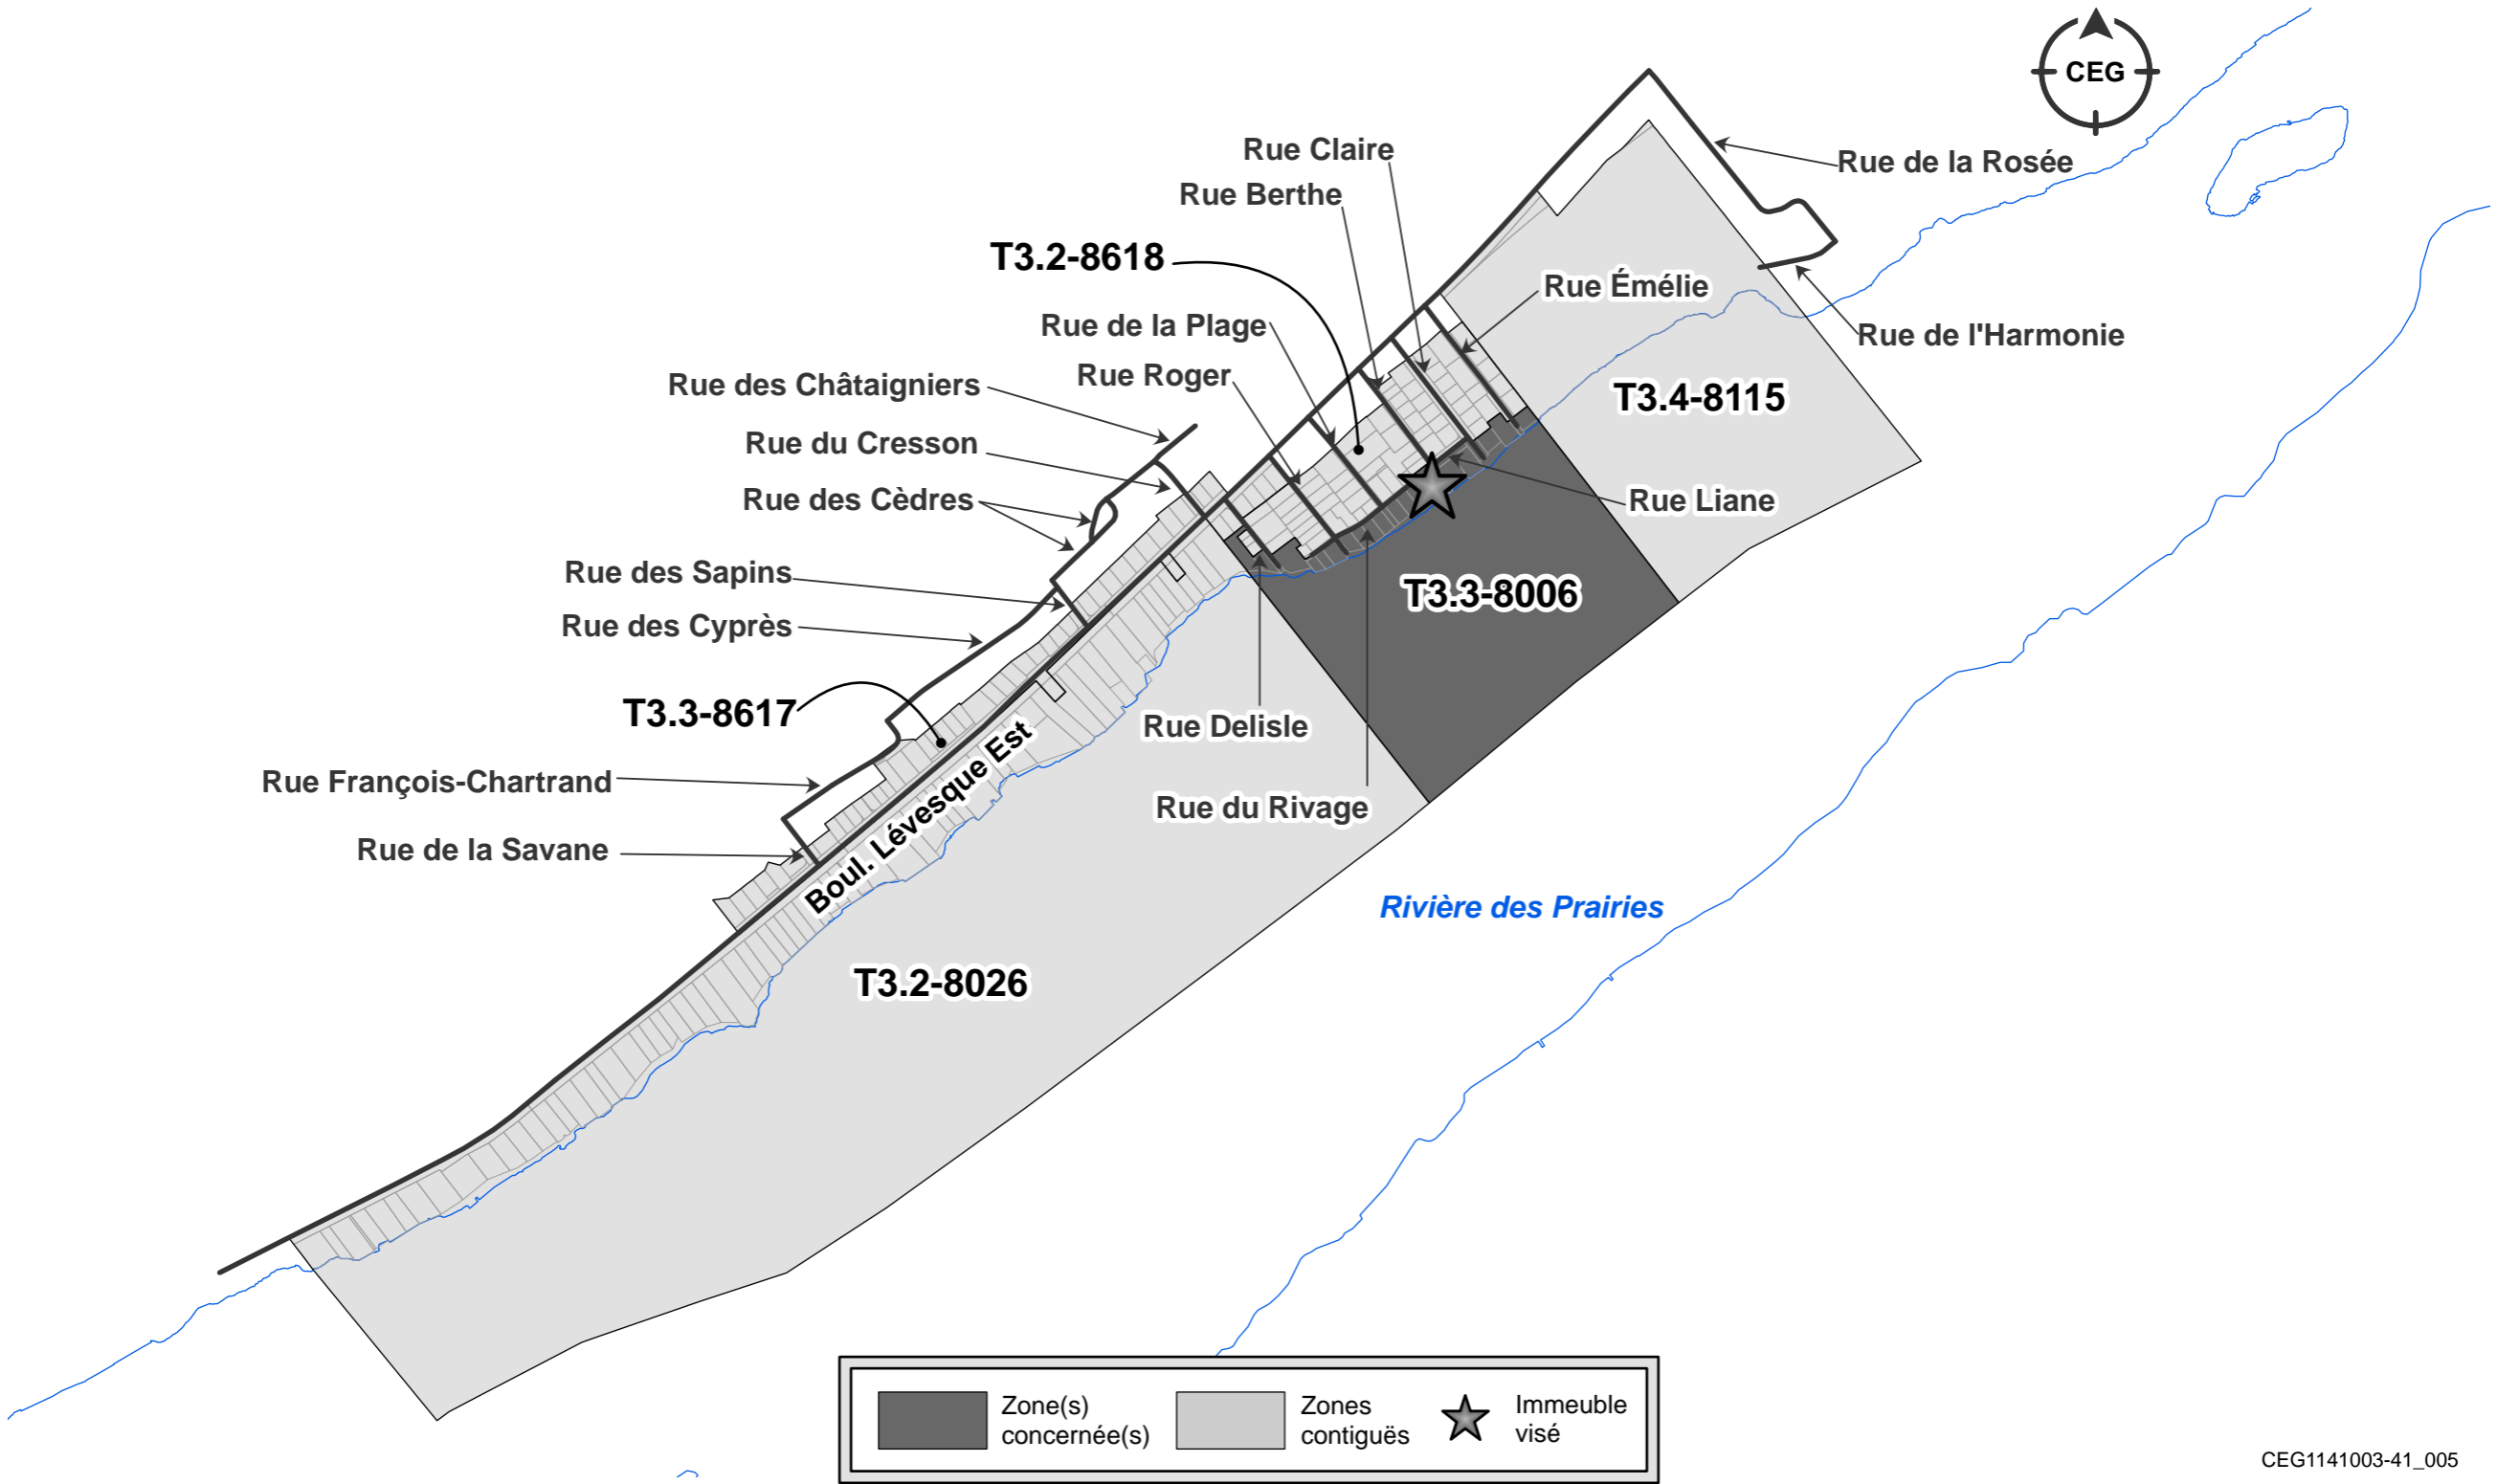 CEG
Rue Claire
Rue de la Rosée
Rue Berthe
T3.2-8618
Rue Émélie
Rue de la Plage
Rue de l'Harmonie
Rue Roger
Rue des Châtaigniers
T3.4-8115
Rue du Cresson
Rue des Cèdres
Rue Liane
Rue des Sapins
T3.3-8006
Rue des Cyprès
T3.3-8617
Rue Delisle
Boul. Lévesque Est
Rue François-Chartrand
Rue du Rivage
Rue de la Savane
Rivière des Prairies
T3.2-8026
Zone(s)
concernée(s)
Zones
contiguës
Immeuble
visé
CEG1141003-41_005